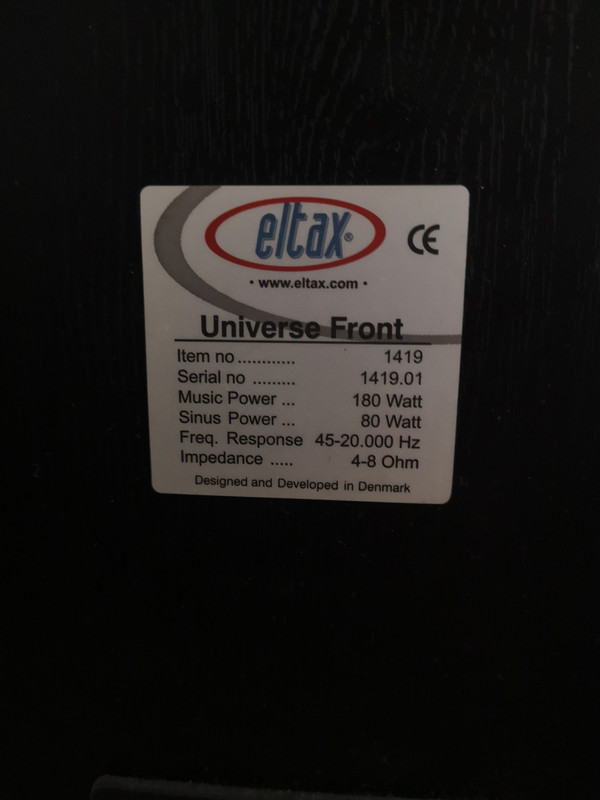 eltax®
CE
• www.eltax.com •
Universe Front
Item no ............ 1419
Serial no ......... 1419.01
Music Power ... 180 Watt
Sinus Power ... 80 Watt
Freq. Response 45-20.000 Hz
Impedance ..... 4-8 Ohm
Designed and Developed in Denmark